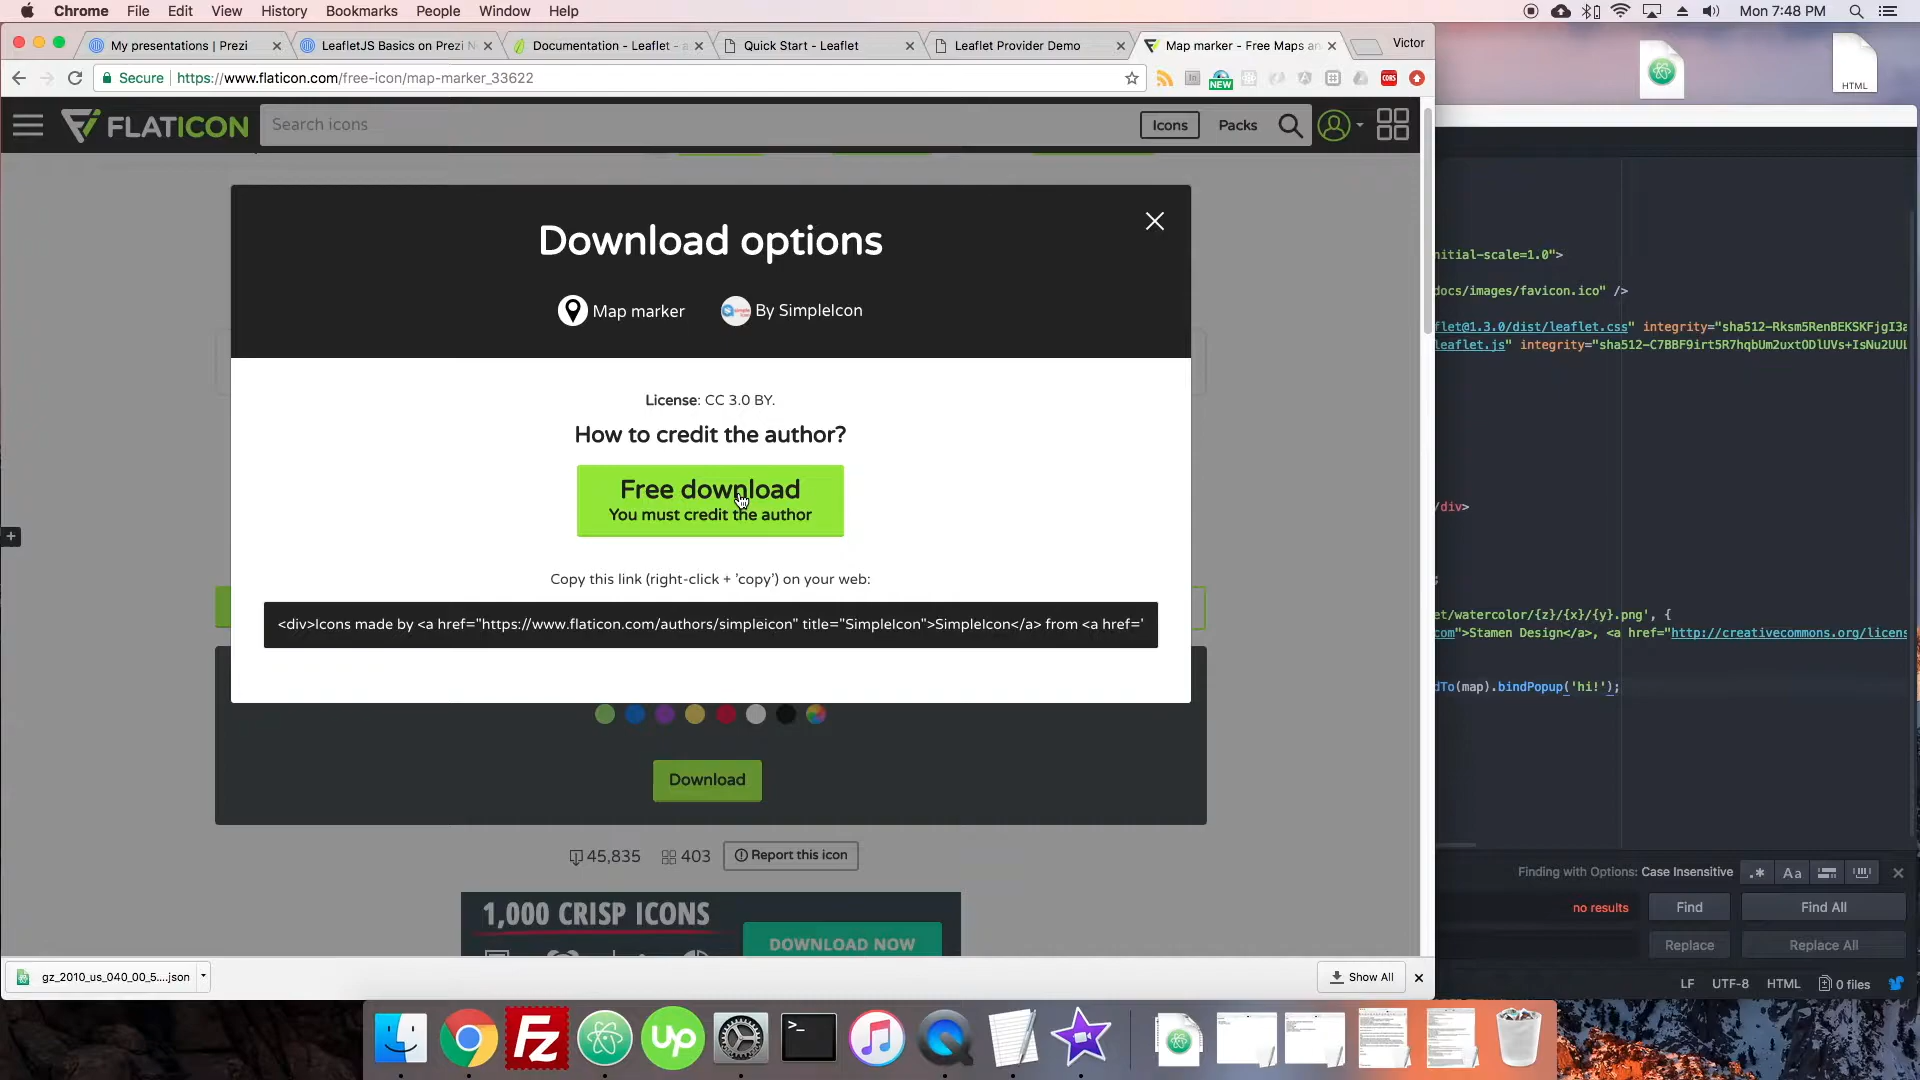 Chrome File Edit View History Bookmarks People Window Help
Mon 7:48 PM
My presentations | Prezi
LeafletJS Basics on Prezi N
Documentation - Leaflet - a
Quick Start - Leaflet
Leaflet Provider Demo
Map marker - Free Maps an
Victor
Secure
https://www.flaticon.com/free-icon/map-marker_33622
NEW
CORS
HTML
FLATICON
Search icons
Icons
Packs
Download options
Map marker
By SimpleIcon
License: CC 3.0 BY.
How to credit the author?
Free download
You must credit the author
Copy this link (right-click + 'copy') on your web:
<div>Icons made by <a href="https://www.flaticon.com/authors/simpleicon" title="SimpleIcon">SimpleIcon</a> from <a href='
Download
45,835
403
Report this icon
1,000 CRISP ICONS
DOWNLOAD NOW
gz_2010_us_040_00_5....json
Show All
nitial-scale=1.0">
docs/images/favicon.ico" />
flet@1.3.0/dist/leaflet.css" integrity="sha512-Rksm5RenBEKSKFjgI3a
leaflet.js" integrity="sha512-C7BBF9irt5R7hqbUm2uxtODlUVs+IsNu2UUL
/div>
;
et/watercolor/{z}/{x}/{y}.png', {
com">Stamen Design</a>, <a href="http://creativecommons.org/licens
dTo(map).bindPopup('hi!');
Finding with Options: Case Insensitive
.*
Aa
no results
Find
Find All
Replace
Replace All
LF UTF-8 HTML 0 files
Fz
Up
>_